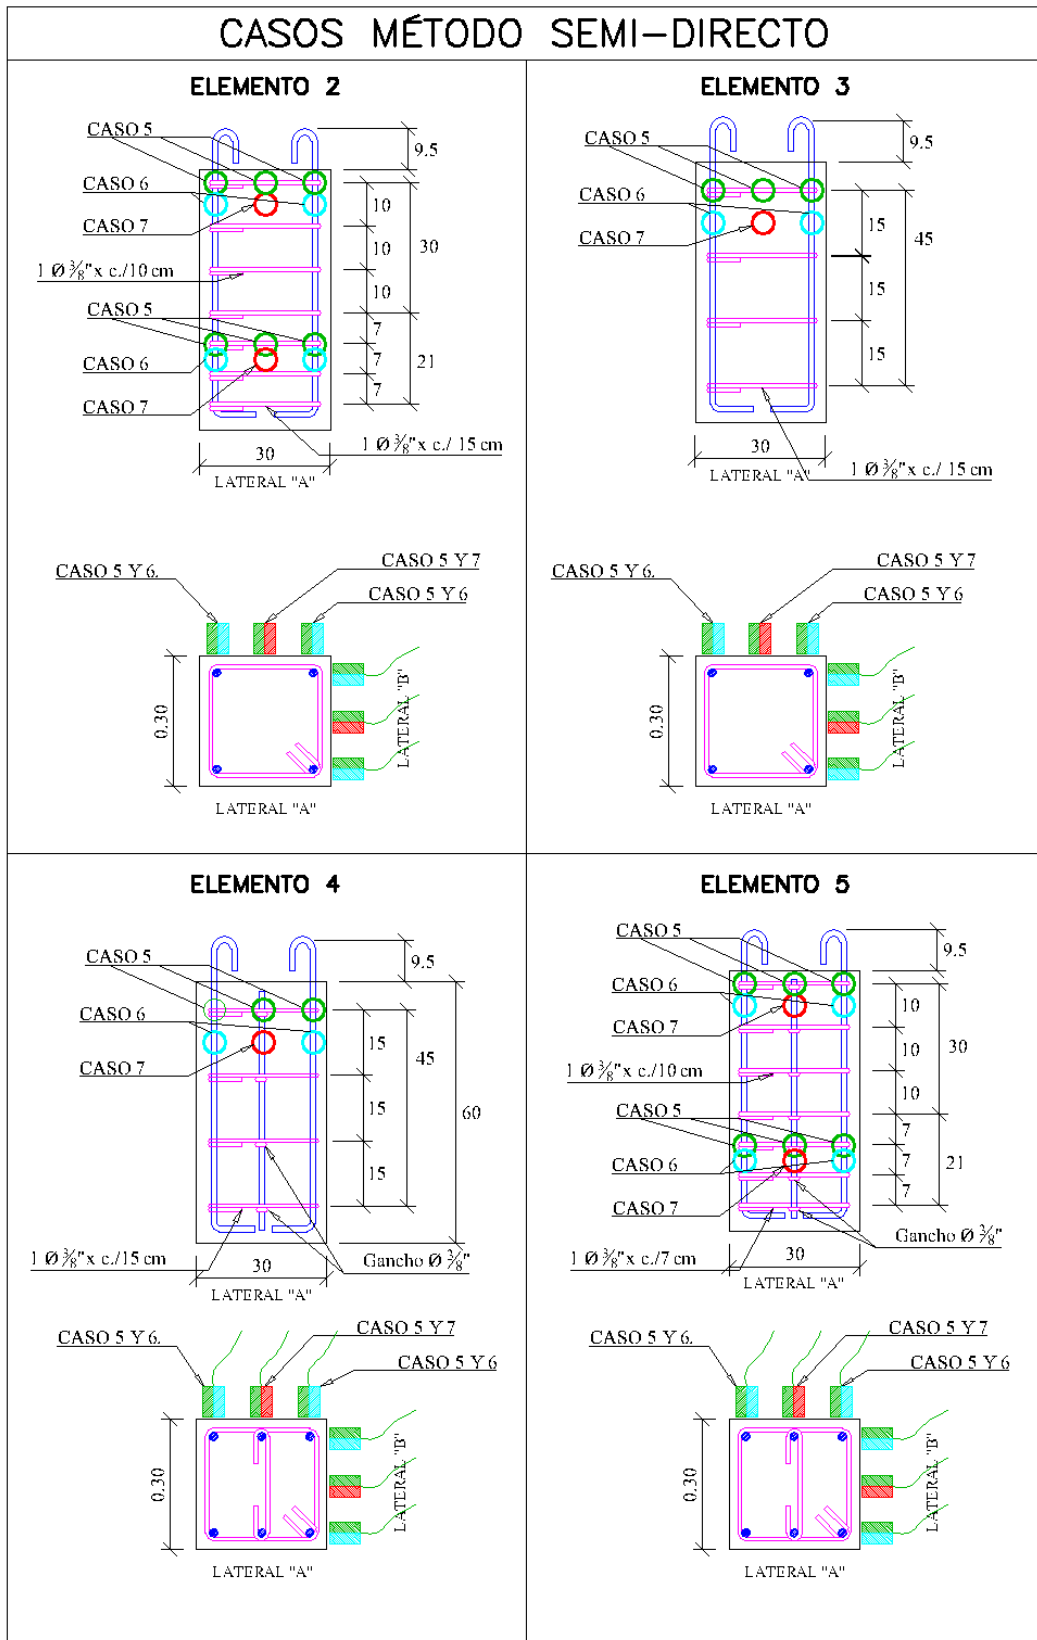 CASOS MÉTODO SEMI-DIRECTO
ELEMENTO 2
CASO 5
9.5
CASO 6
10
CASO 7
10
30
1 Ø 3/8" x c./10 cm
10
CASO 5
7
CASO 6
7
21
CASO 7
7
1 Ø 3/8" x c./ 15 cm
30
LATERAL "A"
CASO 5 Y 6.
CASO 5 Y 7
CASO 5 Y 6
0.30
LATERAL "B"
LATERAL "A"
ELEMENTO 3
CASO 5
9.5
CASO 6
15
45
CASO 7
15
15
30
1 Ø 3/8" x c./ 15 cm
LATERAL "A"
CASO 5 Y 6.
CASO 5 Y 7
CASO 5 Y 6
0.30
LATERAL "B"
LATERAL "A"
ELEMENTO 4
CASO 5
9.5
CASO 6
15
45
CASO 7
15
60
15
1 Ø 3/8" x c./15 cm
30
Gancho Ø 3/8"
LATERAL "A"
CASO 5 Y 6.
CASO 5 Y 7
CASO 5 Y 6
0.30
LATERAL "B"
LATERAL "A"
ELEMENTO 5
CASO 5
9.5
CASO 6
10
CASO 7
10
30
1 Ø 3/8" x c./10 cm
10
CASO 5
7
CASO 6
7
21
CASO 7
7
Gancho Ø 3/8"
1 Ø 3/8" x c./7 cm
30
LATERAL "A"
CASO 5 Y 6.
CASO 5 Y 7
CASO 5 Y 6
0.30
LATERAL "B"
LATERAL "A"